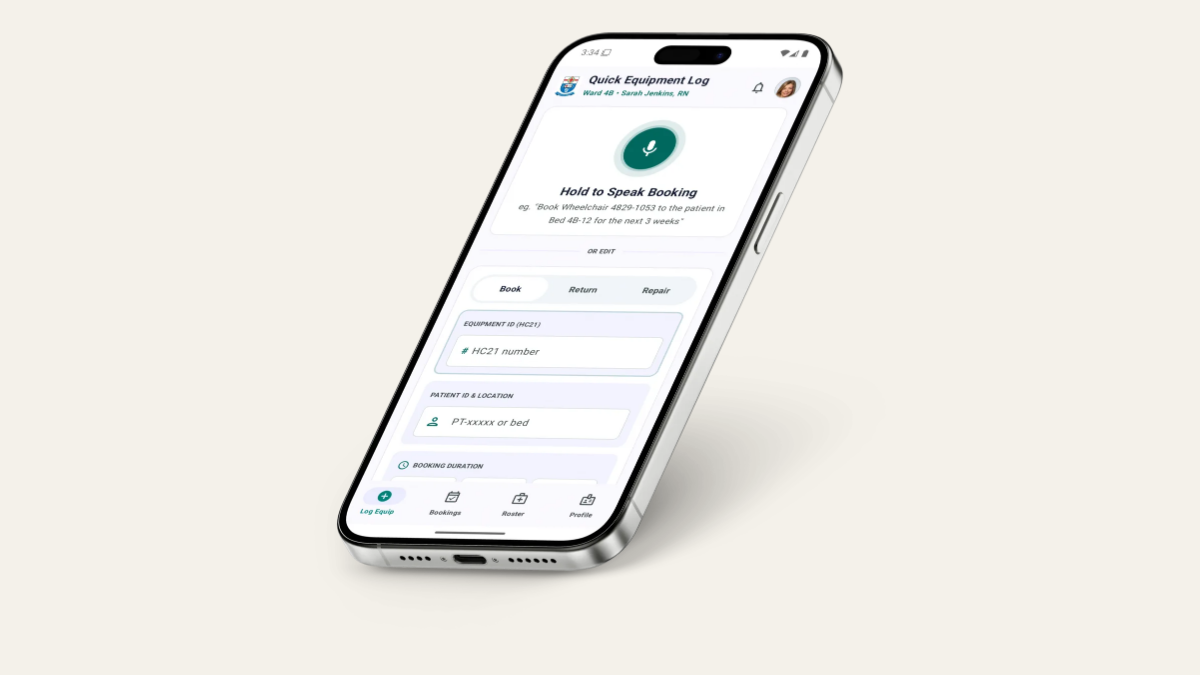 3:34
Quick Equipment Log
Ward 4B • Sarah Jenkins, RN
Hold to Speak Booking
eg. "Book Wheelchair 4829-1053 to the patient in
Bed 4B-12 for the next 3 weeks"
OR EDIT
Book Return Repair
EQUIPMENT ID (HC21)
# HC21 number
PATIENT ID & LOCATION
PT-xxxxx or bed
BOOKING DURATION
Log Equip Bookings Roster Profile